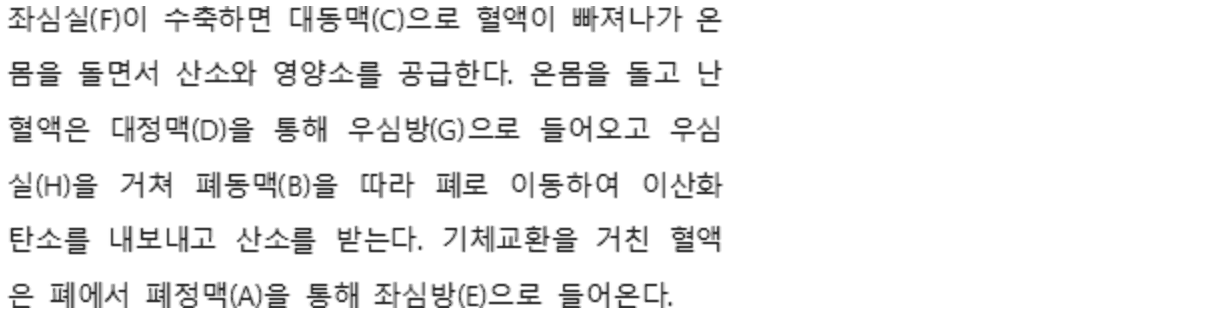 좌심실(F)이 수축하면 대동맥(C)으로 혈액이 빠져나가 온
몸을 돌면서 산소와 영양소를 공급한다. 온몸을 돌고 난
혈액은 대정맥(D)을 통해 우심방(G)으로 들어오고 우심
실(H)을 거쳐 폐동맥(B)을 따라 폐로 이동하여 이산화
탄소를 내보내고 산소를 받는다. 기체교환을 거친 혈액
은 폐에서 폐정맥(A)을 통해 좌심방(E)으로 들어온다.